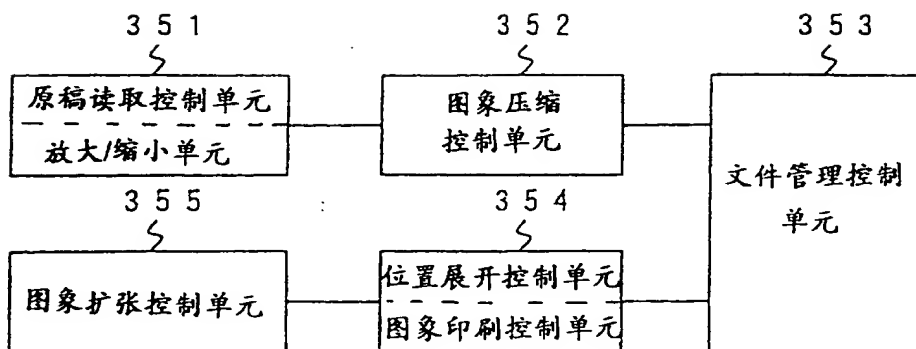 351
352
353
原稿读取控制单元
放大/缩小单元
图象压缩
控制单元
文件管理控制
单元
355
354
图象扩张控制单元
位置展开控制单元
图象印刷控制单元